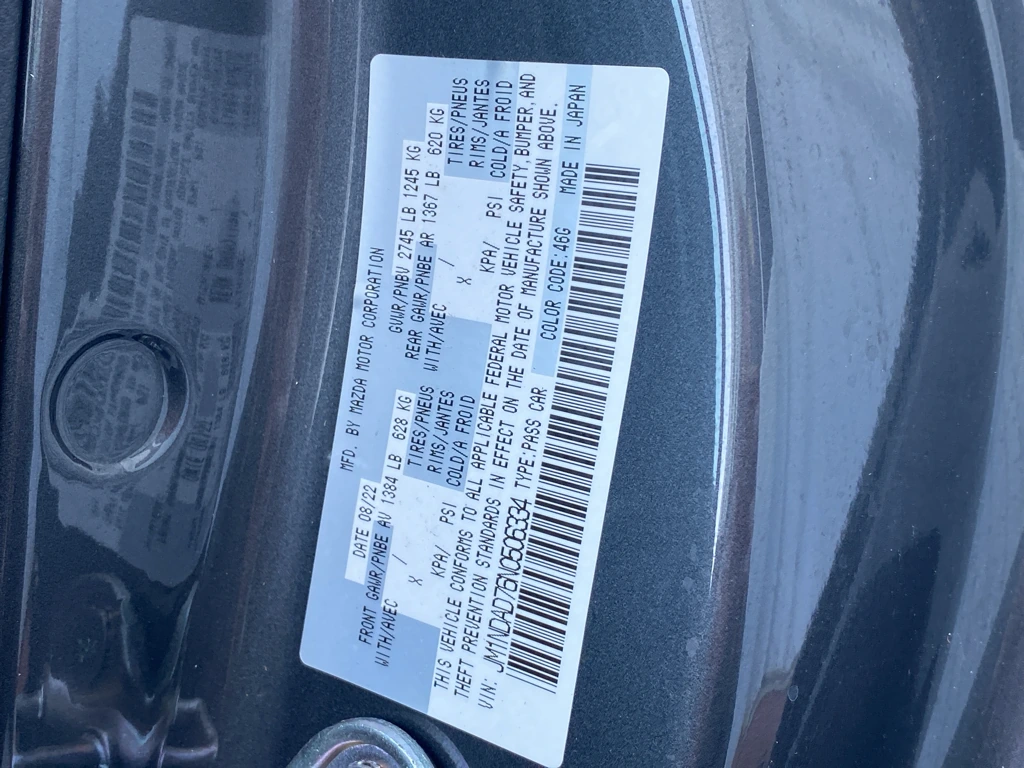 MFD. BY MAZDA MOTOR CORPORATION
DATE 08/22 GVWR/PNBV 2745 LB 1245 KG
FRONT GAWR/PNBE AV 1384 LB 628 KG REAR GAWR/PNBE AR 1367 LB 620 KG
WITH/AVEC TIRES/PNEUS WITH/AVEC TIRES/PNEUS
X / RIMS/JANTES X / RIMS/JANTES
KPA/ PSI COLD/A FROID KPA/ PSI COLD/A FROID
THIS VEHICLE CONFORMS TO ALL APPLICABLE FEDERAL MOTOR VEHICLE SAFETY, BUMPER, AND
THEFT PREVENTION STANDARDS IN EFFECT ON THE DATE OF MANUFACTURE SHOWN ABOVE.
VIN: JM1NDAD76N0506334 TYPE:PASS CAR COLOR CODE:46G MADE IN JAPAN